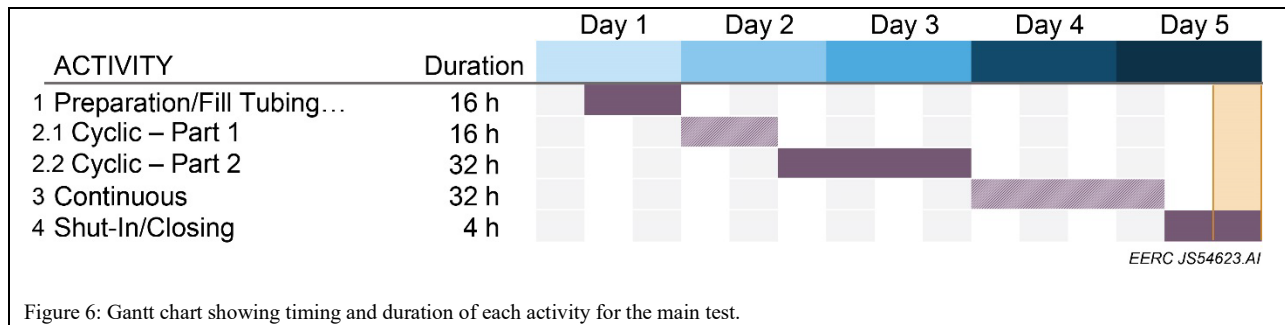 Day 1 Day 2 Day 3 Day 4 Day 5
ACTIVITY Duration
1 Preparation/Fill Tubing… 16 h
2.1 Cyclic – Part 1 16 h
2.2 Cyclic – Part 2 32 h
3 Continuous 32 h
4 Shut-In/Closing 4 h
EERC JS54623.AI
Figure 6: Gantt chart showing timing and duration of each activity for the main test.